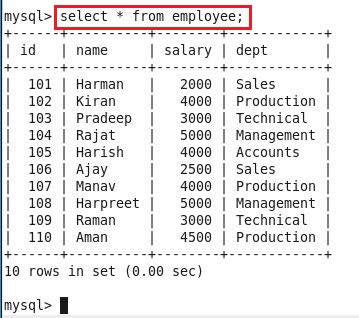 mysql> select * from employee;
+------+----------+--------+------------+
| id   | name     | salary | dept       |
+------+----------+--------+------------+
|  101 | Harman   |   2000 | Sales      |
|  102 | Kiran    |   4000 | Production |
|  103 | Pradeep  |   3000 | Technical  |
|  104 | Rajat    |   5000 | Management |
|  105 | Harish   |   4000 | Accounts   |
|  106 | Ajay     |   2500 | Sales      |
|  107 | Manav    |   4000 | Production |
|  108 | Harpreet |   5000 | Management |
|  109 | Raman    |   3000 | Technical  |
|  110 | Aman     |   4500 | Production |
+------+----------+--------+------------+
10 rows in set (0.00 sec)
mysql>